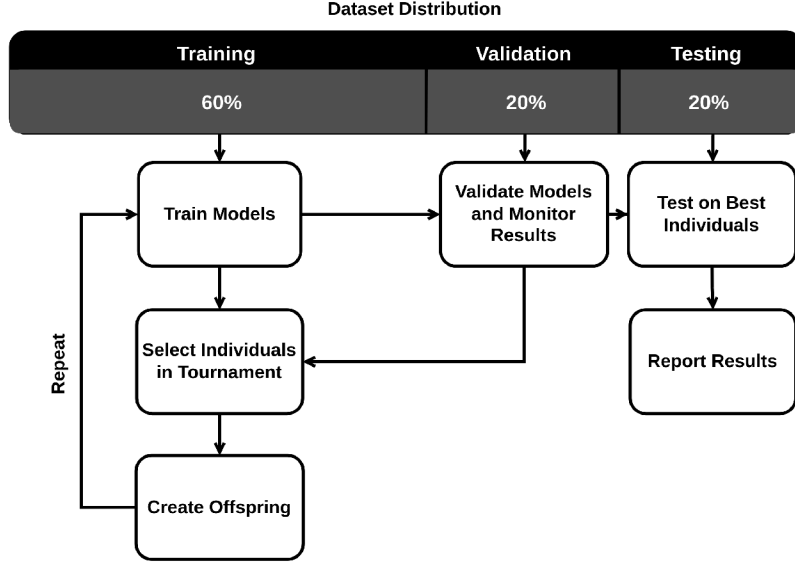 Dataset Distribution
Training
Validation
Testing
60%
20%
20%
Train Models
Validate Models
and Monitor
Results
Test on Best
Individuals
Select Individuals
in Tournament
Report Results
Repeat
Create Offspring